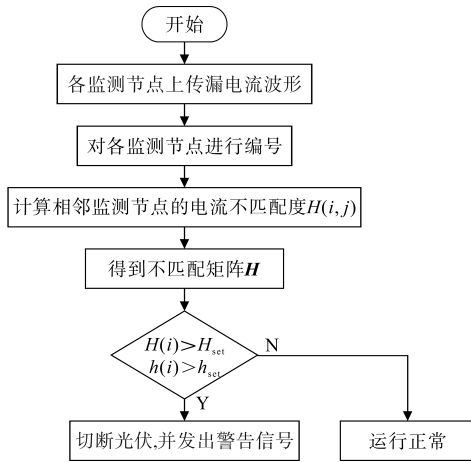 开始
各监测节点上传漏电流波形
对各监测节点进行编号
计算相邻监测节点的电流不匹配度H(i,j)
得到不匹配矩阵H
H(i)>Hset
h(i)>hset
N
Y
切断光伏,并发出警告信号
运行正常